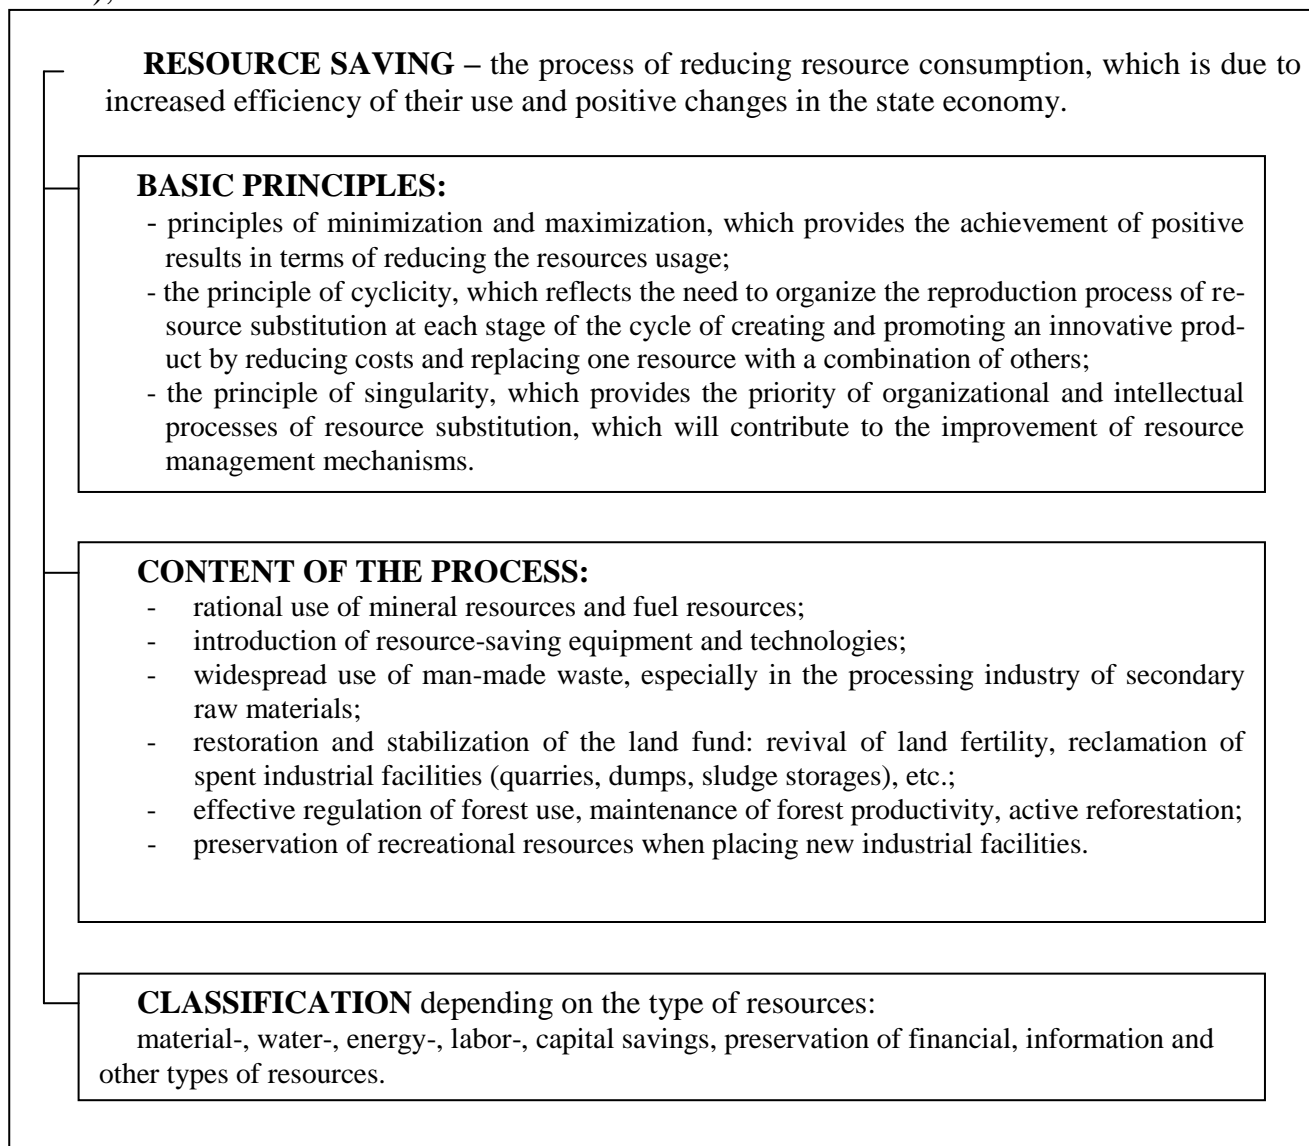 RESOURCE SAVING – the process of reducing resource consumption, which is due to
increased efficiency of their use and positive changes in the state economy.
BASIC PRINCIPLES:
- principles of minimization and maximization, which provides the achievement of positive
results in terms of reducing the resources usage;
- the principle of cyclicity, which reflects the need to organize the reproduction process of re-
source substitution at each stage of the cycle of creating and promoting an innovative prod-
uct by reducing costs and replacing one resource with a combination of others;
- the principle of singularity, which provides the priority of organizational and intellectual
processes of resource substitution, which will contribute to the improvement of resource
management mechanisms.
CONTENT OF THE PROCESS:
- rational use of mineral resources and fuel resources;
- introduction of resource-saving equipment and technologies;
- widespread use of man-made waste, especially in the processing industry of secondary
raw materials;
- restoration and stabilization of the land fund: revival of land fertility, reclamation of
spent industrial facilities (quarries, dumps, sludge storages), etc.;
- effective regulation of forest use, maintenance of forest productivity, active reforestation;
- preservation of recreational resources when placing new industrial facilities.
CLASSIFICATION depending on the type of resources:
material-, water-, energy-, labor-, capital savings, preservation of financial, information and
other types of resources.